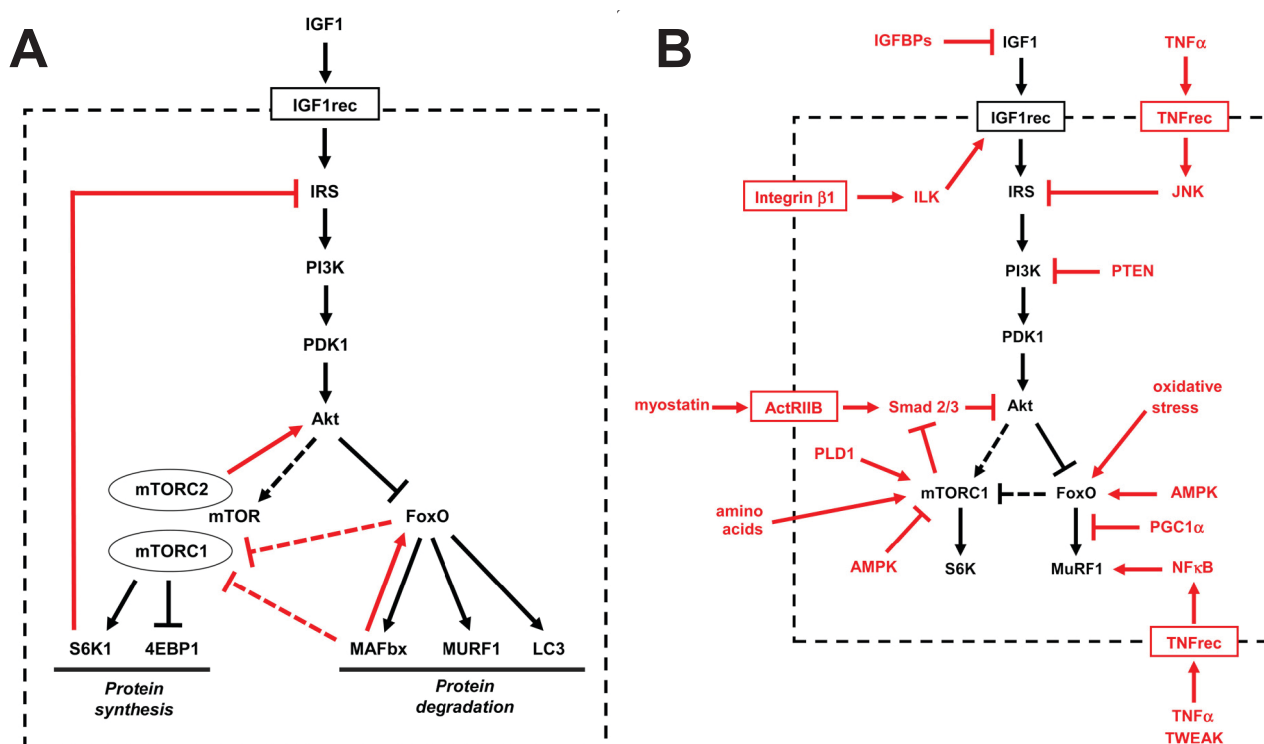 A
IGF1
IGF1rec
IRS
PI3K
PDK1
Akt
mTORC2
mTOR
FoxO
mTORC1
S6K1
4EBP1
MAFbx
MURF1
LC3
Protein
synthesis
Protein
degradation
B
IGFBPs
IGF1
TNFα
IGF1rec
TNFrec
Integrin β1
ILK
IRS
JNK
PI3K
PTEN
PDK1
oxidative
stress
myostatin
ActRIIB
Smad 2/3
Akt
PLD1
mTORC1
FoxO
AMPK
amino
acids
PGC1α
AMPK
S6K
MuRF1
NFκB
TNFrec
TNFα
TWEAK